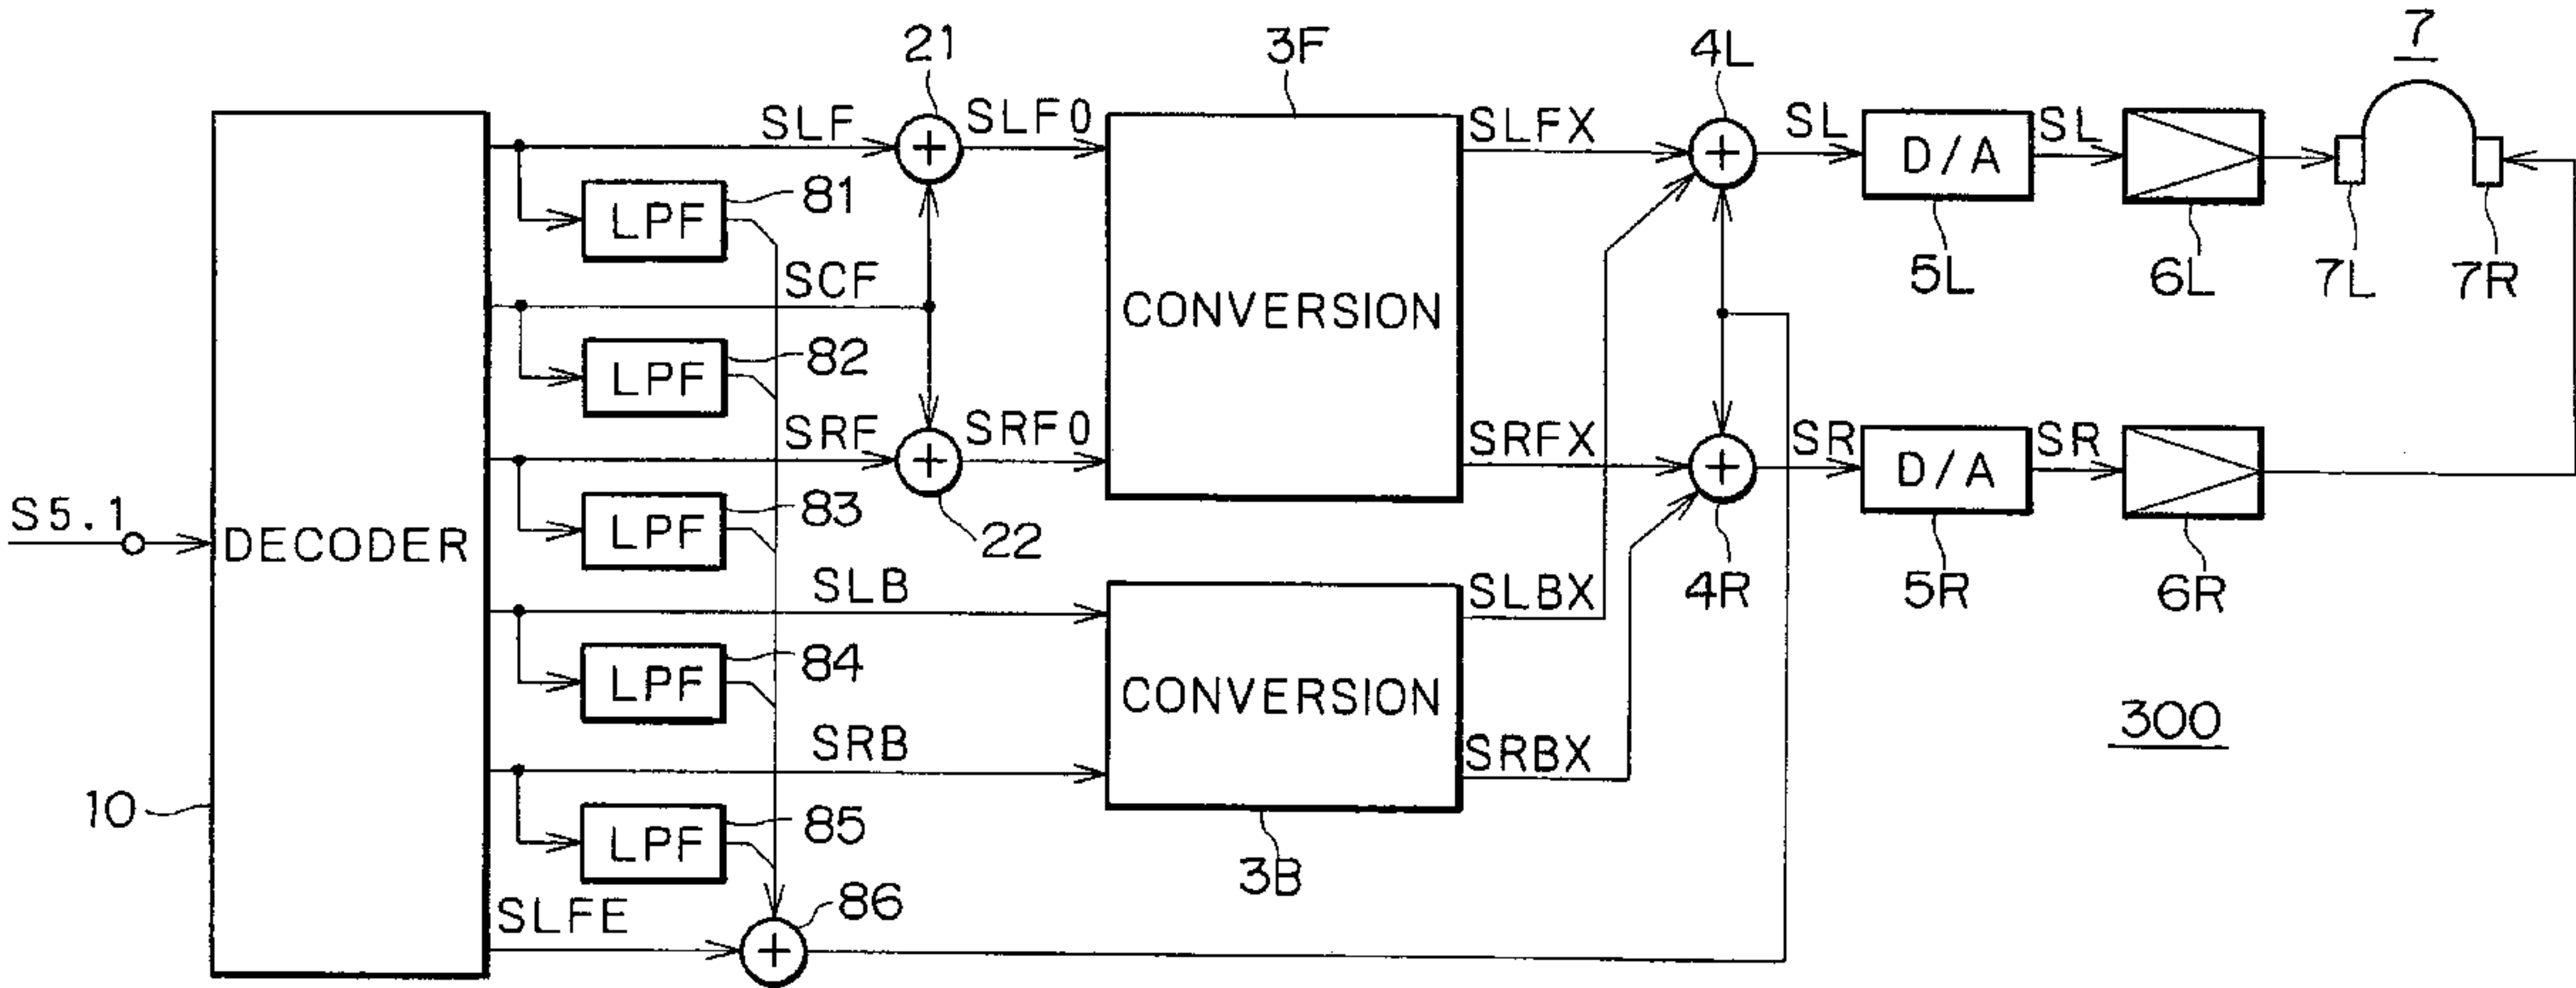 21
3F
4L
7
SLF
SLF0
SLFX
SL
D/A
SL
81
LPF
SCF
5L
6L
7L
7R
CONVERSION
82
LPF
SRF
SRF0
SRFX
SR
D/A
SR
S5.1
DECODER
83
LPF
22
4R
5R
6R
SLB
SLBX
84
LPF
CONVERSION
300
SRB
SRBX
10
85
LPF
3B
SLFE
86